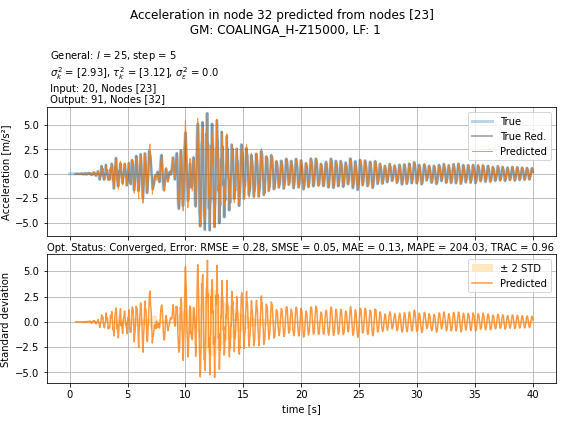 Acceleration in node 32 predicted from nodes [23]
GM: COALINGA_H-Z15000, LF: 1
General: l = 25, step = 5
σ²ₖ = [2.93], τ²ₖ = [3.12], σ²ε = 0.0
Input: 20, Nodes [23]
Output: 91, Nodes [32]
Acceleration [m/s²]
5.0
2.5
0.0
−2.5
−5.0
True
True Red.
Predicted
Opt. Status: Converged, Error: RMSE = 0.28, SMSE = 0.05, MAE = 0.13, MAPE = 204.03, TRAC = 0.96
Standard deviation
5.0
2.5
0.0
−2.5
−5.0
± 2 STD
Predicted
0 5 10 15 20 25 30 35 40
time [s]